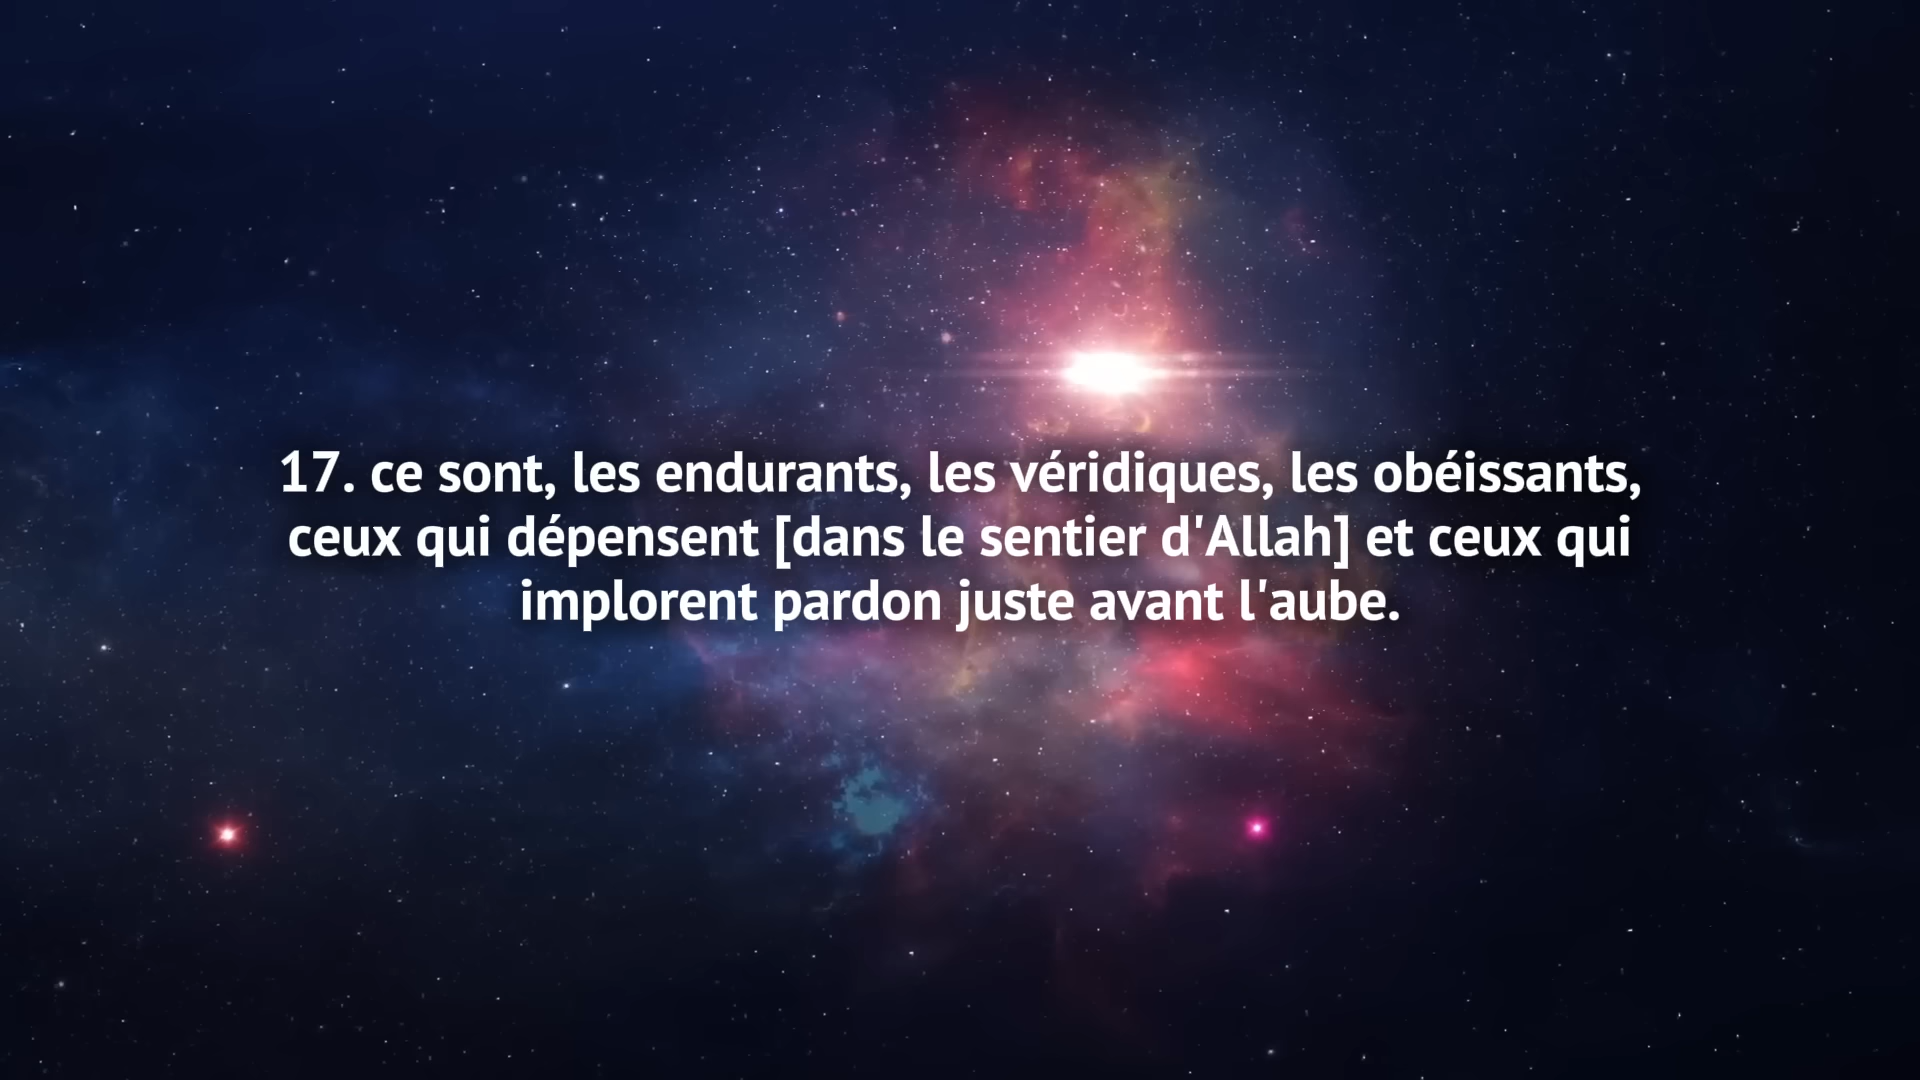 17. ce sont, les endurants, les véridiques, les obéissants,
ceux qui dépensent [dans le sentier d'Allah] et ceux qui
implorent pardon juste avant l'aube.